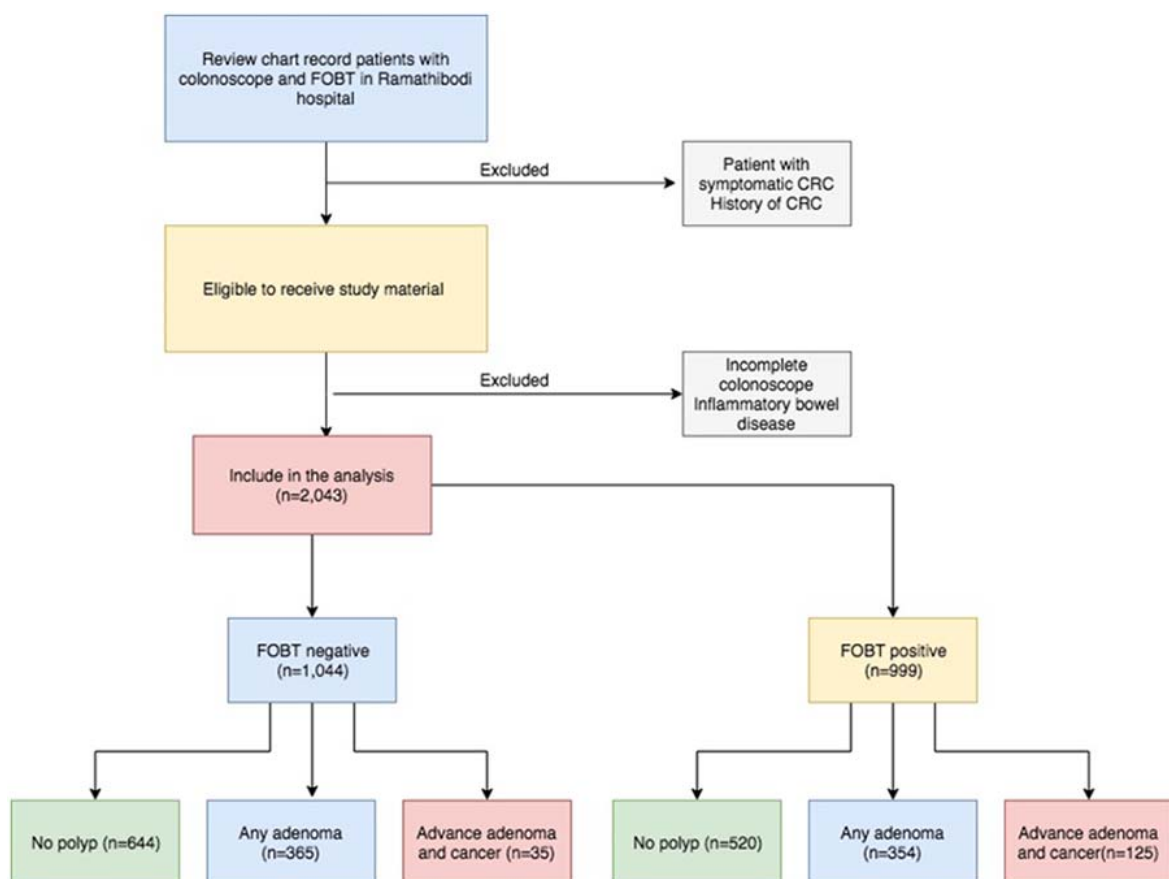 Review chart record patients with
colonoscope and FOBT in Ramathibodi
hospital
Excluded
Patient with
symptomatic CRC
History of CRC
Eligible to receive study material
Excluded
Incomplete
colonoscope
Inflammatory bowel
disease
Include in the analysis
(n=2,043)
FOBT negative
(n=1,044)
FOBT positive
(n=999)
No polyp (n=644)
Any adenoma
(n=365)
Advance adenoma
and cancer (n=35)
No polyp (n=520)
Any adenoma
(n=354)
Advance adenoma
and cancer(n=125)